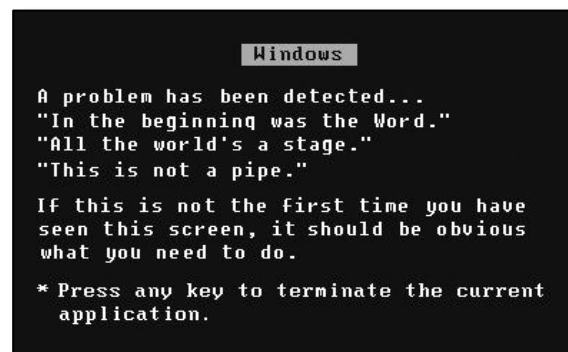 Windows
A problem has been detected...
"In the beginning was the Word."
"All the world's a stage."
"This is not a pipe."
If this is not the first time you have
seen this screen, it should be obvious
what you need to do.
* Press any key to terminate the current
application.